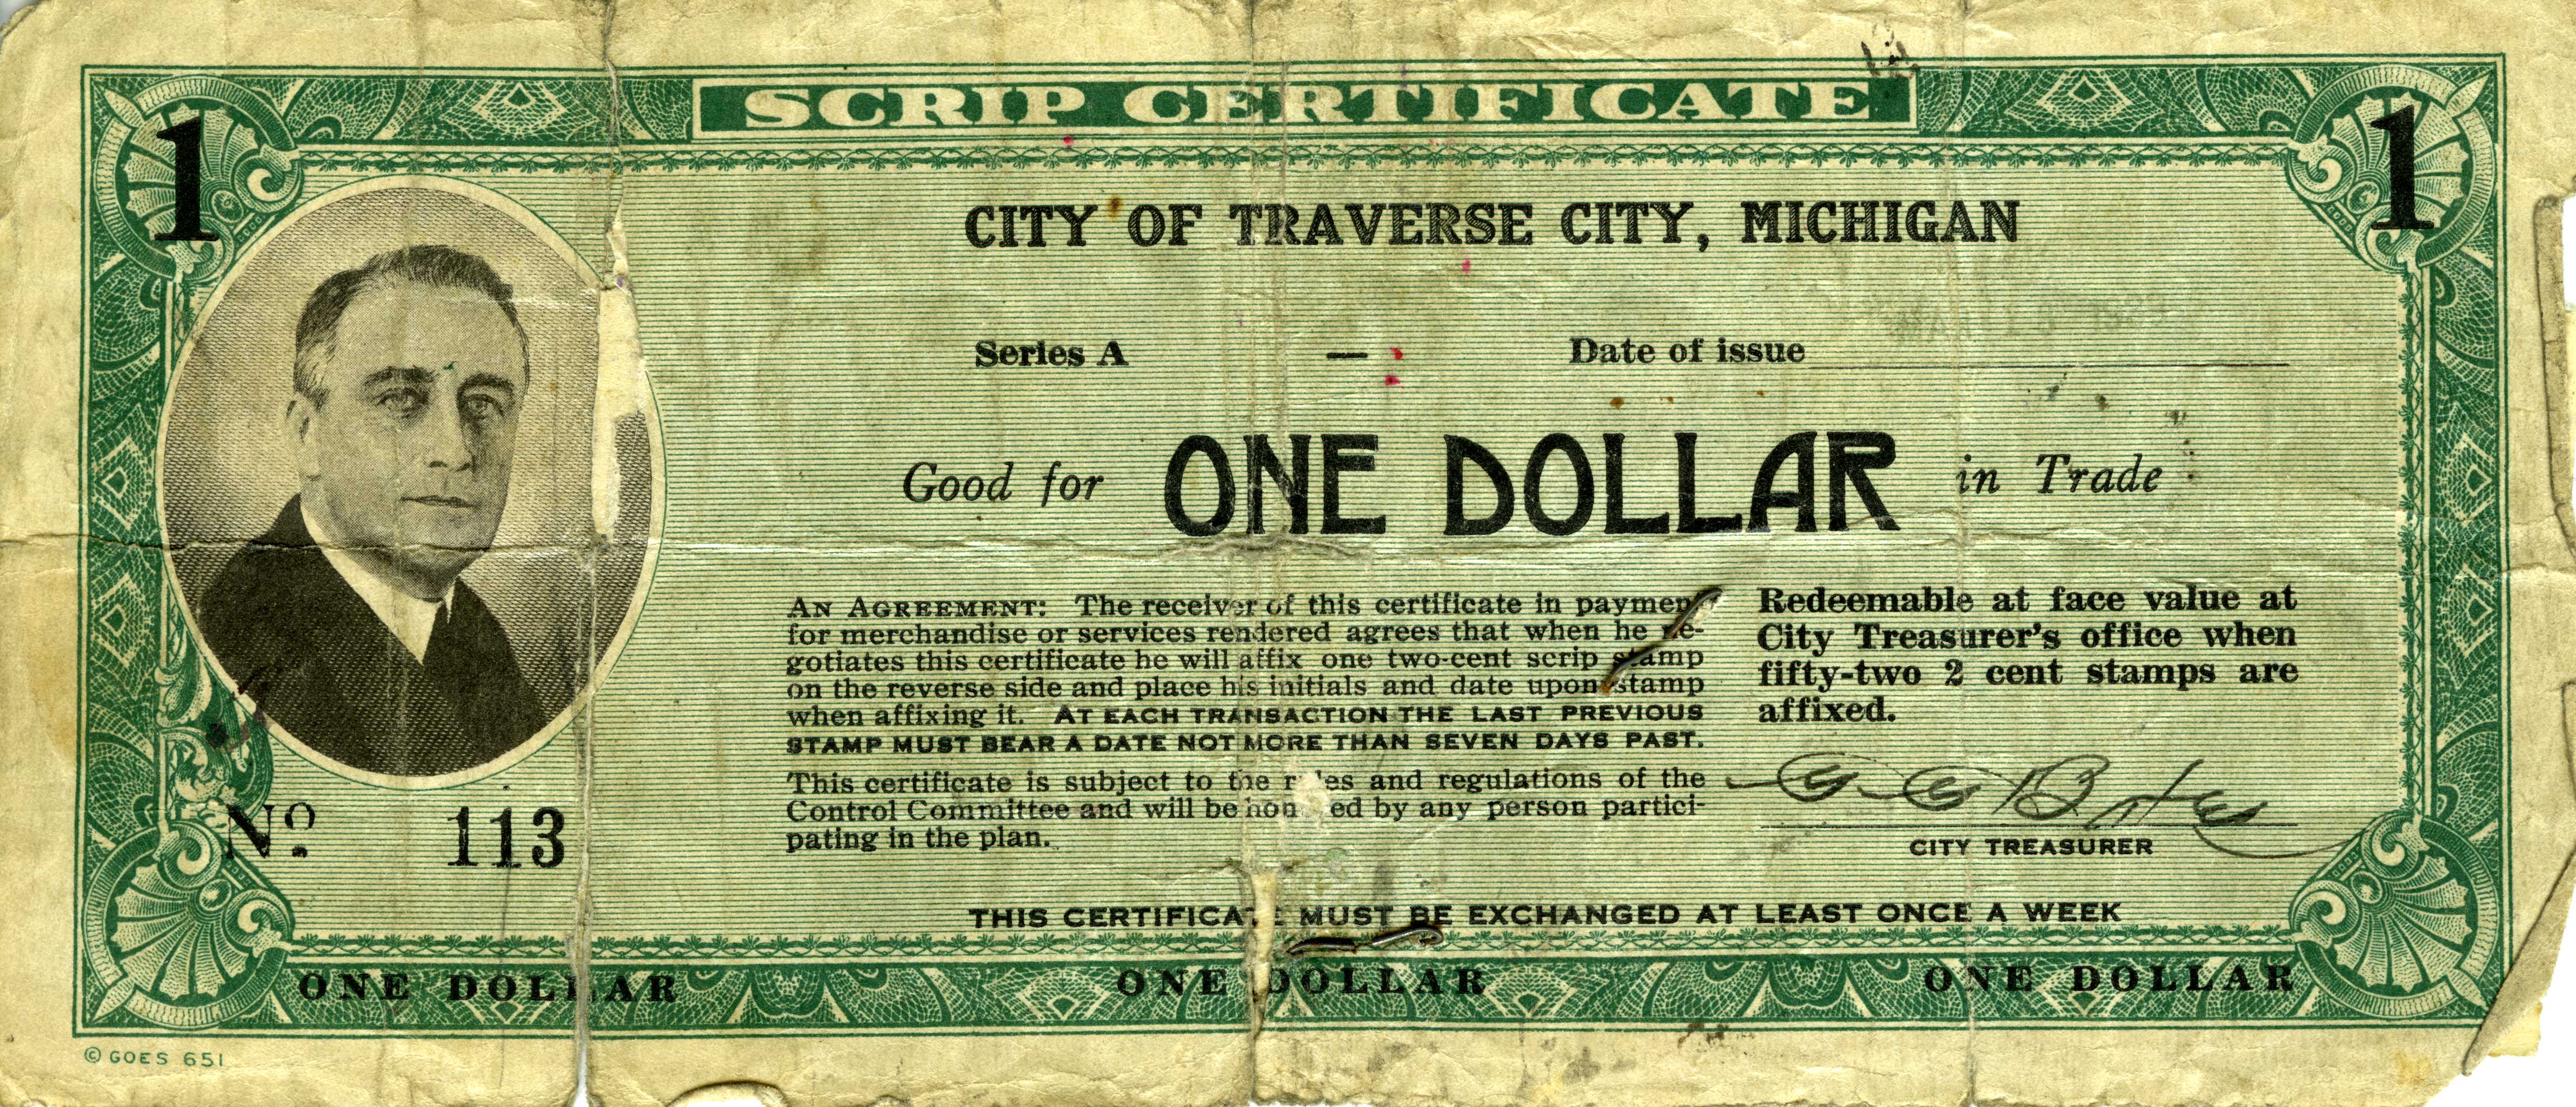 SCRIP CERTIFICATE
1 1
CITY OF TRAVERSE CITY, MICHIGAN
Series A — Date of issue
Good for ONE DOLLAR in Trade
AN AGREEMENT: The receiver of this certificate in payment
for merchandise or services rendered agrees that when he ne-
gotiates this certificate he will affix one two-cent scrip stamp
on the reverse side and place his initials and date upon stamp
when affixing it. AT EACH TRANSACTION THE LAST PREVIOUS
STAMP MUST BEAR A DATE NOT MORE THAN SEVEN DAYS PAST.
This certificate is subject to the rules and regulations of the
Control Committee and will be honored by any person partici-
pating in the plan.
Redeemable at face value at
City Treasurer's office when
fifty-two 2 cent stamps are
affixed.
CITY TREASURER
No 113
THIS CERTIFICATE MUST BE EXCHANGED AT LEAST ONCE A WEEK
ONE DOLLAR ONE DOLLAR ONE DOLLAR
© GOES 651